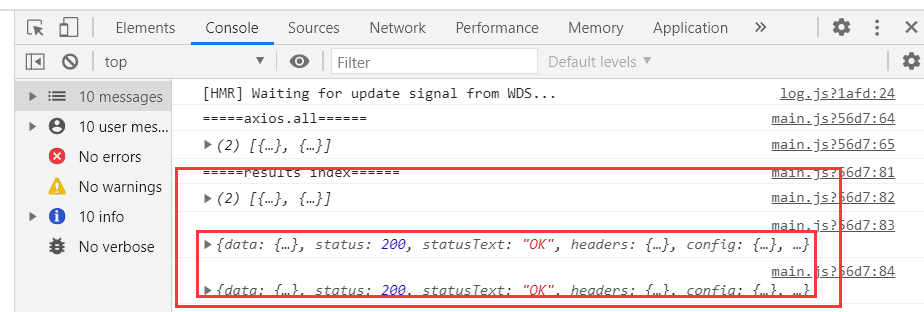 Elements Console Sources Network Performance Memory Application »
top ▼ Filter Default levels ▼
[HMR] Waiting for update signal from WDS... log.js?1afd:24
=====axios.all====== main.js?56d7:64
▶(2) [{…}, {…}] main.js?56d7:65
=====results index====== main.js?56d7:81
▶(2) [{…}, {…}] main.js?56d7:82
main.js?56d7:83
▶{data: {…}, status: 200, statusText: "OK", headers: {…}, config: {…}, …}
main.js?56d7:84
▶{data: {…}, status: 200, statusText: "OK", headers: {…}, config: {…}, …}
▶ 10 messages
▶ 10 user mes...
No errors
No warnings
▶ 10 info
No verbose